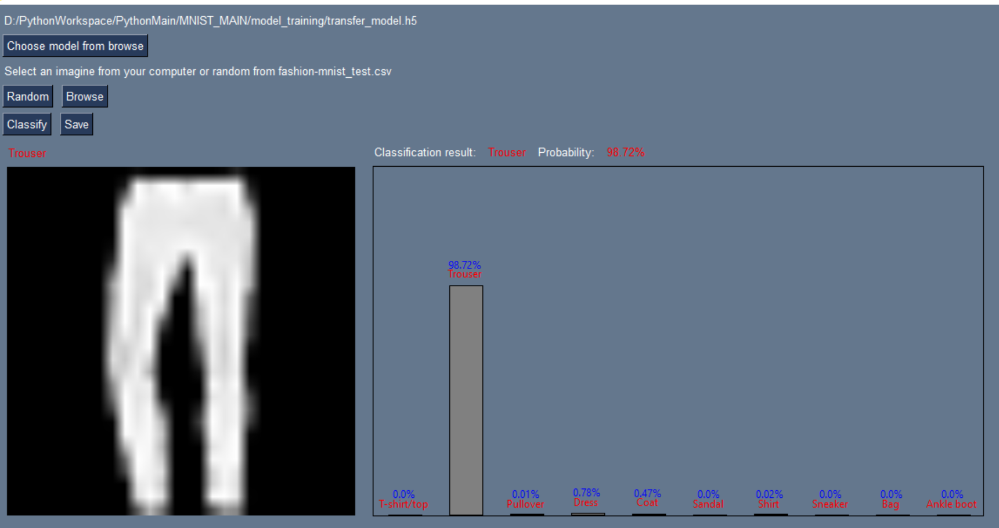 D:/PythonWorkspace/PythonMain/MNIST_MAIN/model_training/transfer_model.h5
Choose model from browse
Select an imagine from your computer or random from fashion-mnist_test.csv
Random Browse
Classify Save
Trouser
Classification result: Trouser Probability: 98.72%
98.72%
Trouser
0.0% 0.01% 0.78% 0.47% 0.0% 0.02% 0.0% 0.0% 0.0%
T-shirt/top Pullover Dress Coat Sandal Shirt Sneaker Bag Ankle boot